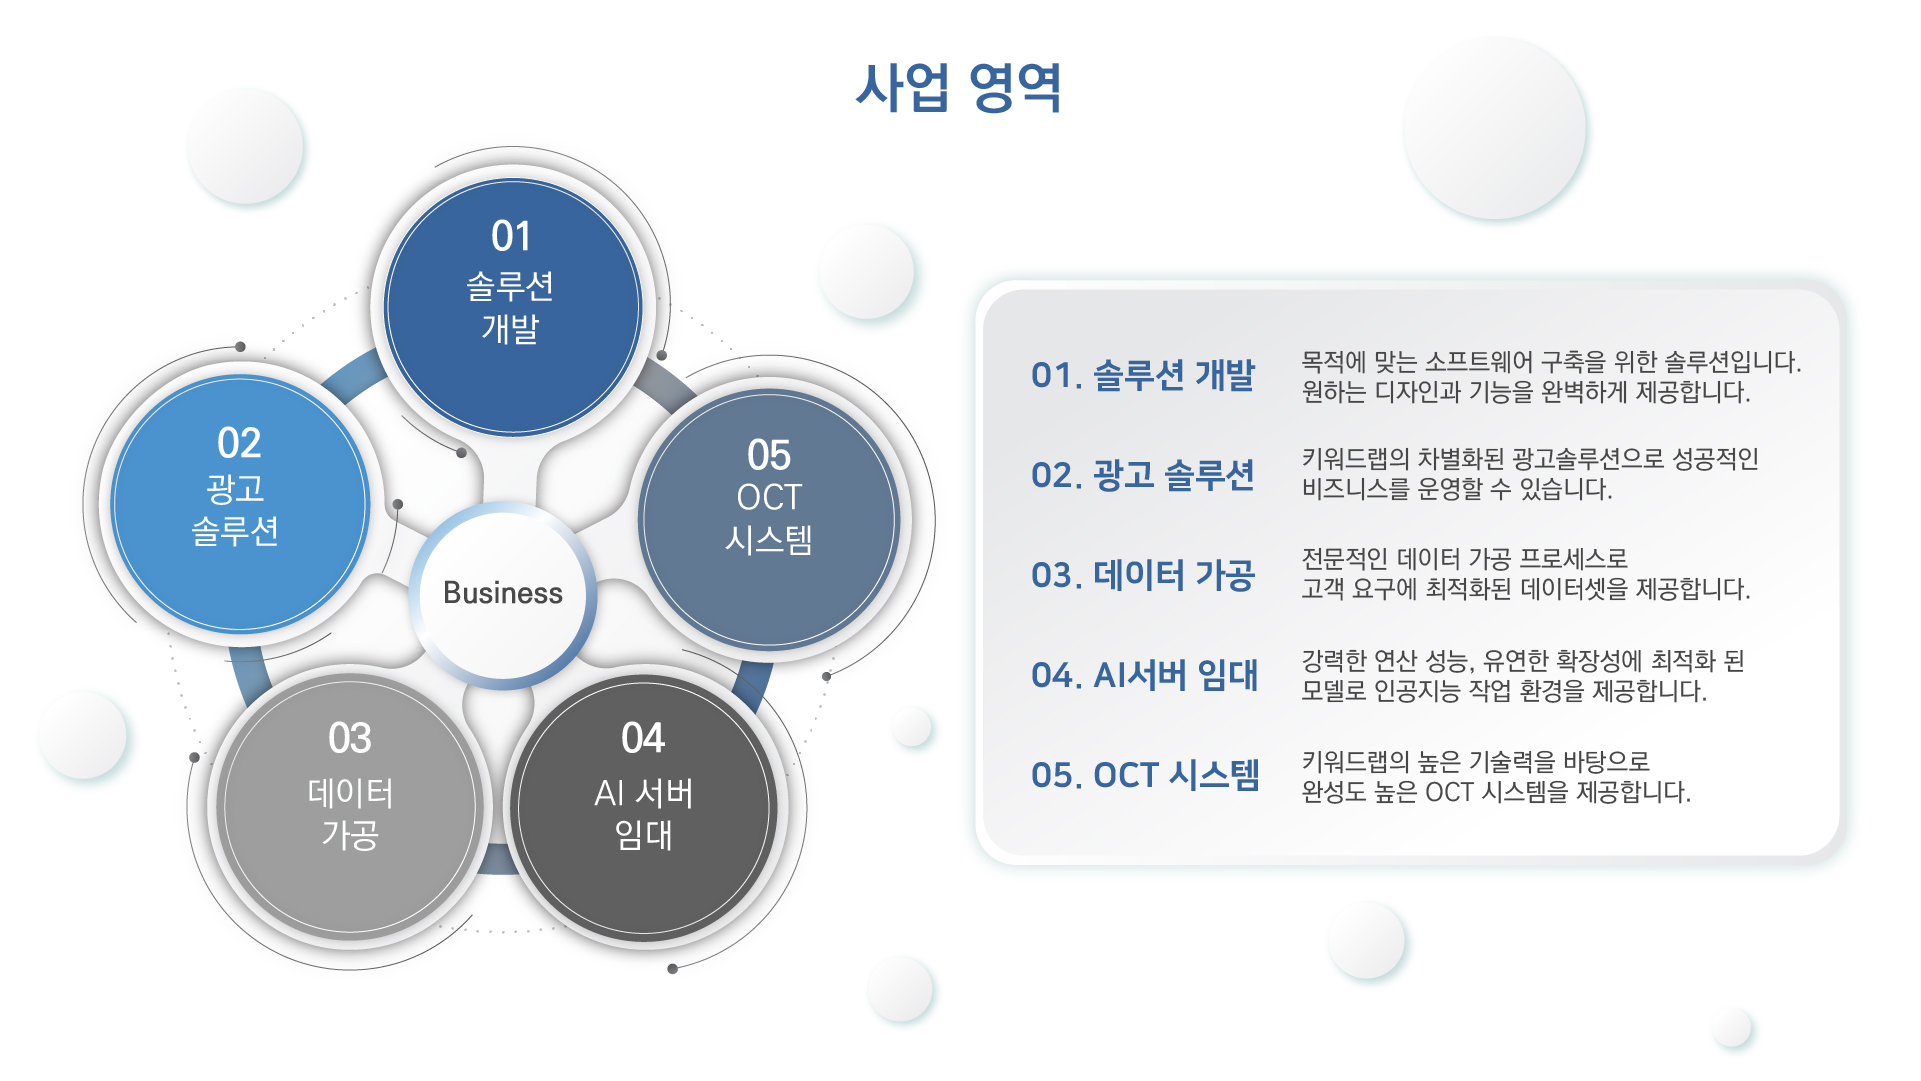 사업 영역
01
솔루션
개발
02
광고
솔루션
05
OCT
시스템
Business
03
데이터
가공
04
AI 서버
임대
01. 솔루션 개발
목적에 맞는 소프트웨어 구축을 위한 솔루션입니다.
원하는 디자인과 기능을 완벽하게 제공합니다.
02. 광고 솔루션
키워드랩의 차별화된 광고솔루션으로 성공적인
비즈니스를 운영할 수 있습니다.
03. 데이터 가공
전문적인 데이터 가공 프로세스로
고객 요구에 최적화된 데이터셋을 제공합니다.
04. AI서버 임대
강력한 연산 성능, 유연한 확장성에 최적화 된
모델로 인공지능 작업 환경을 제공합니다.
05. OCT 시스템
키워드랩의 높은 기술력을 바탕으로
완성도 높은 OCT 시스템을 제공합니다.